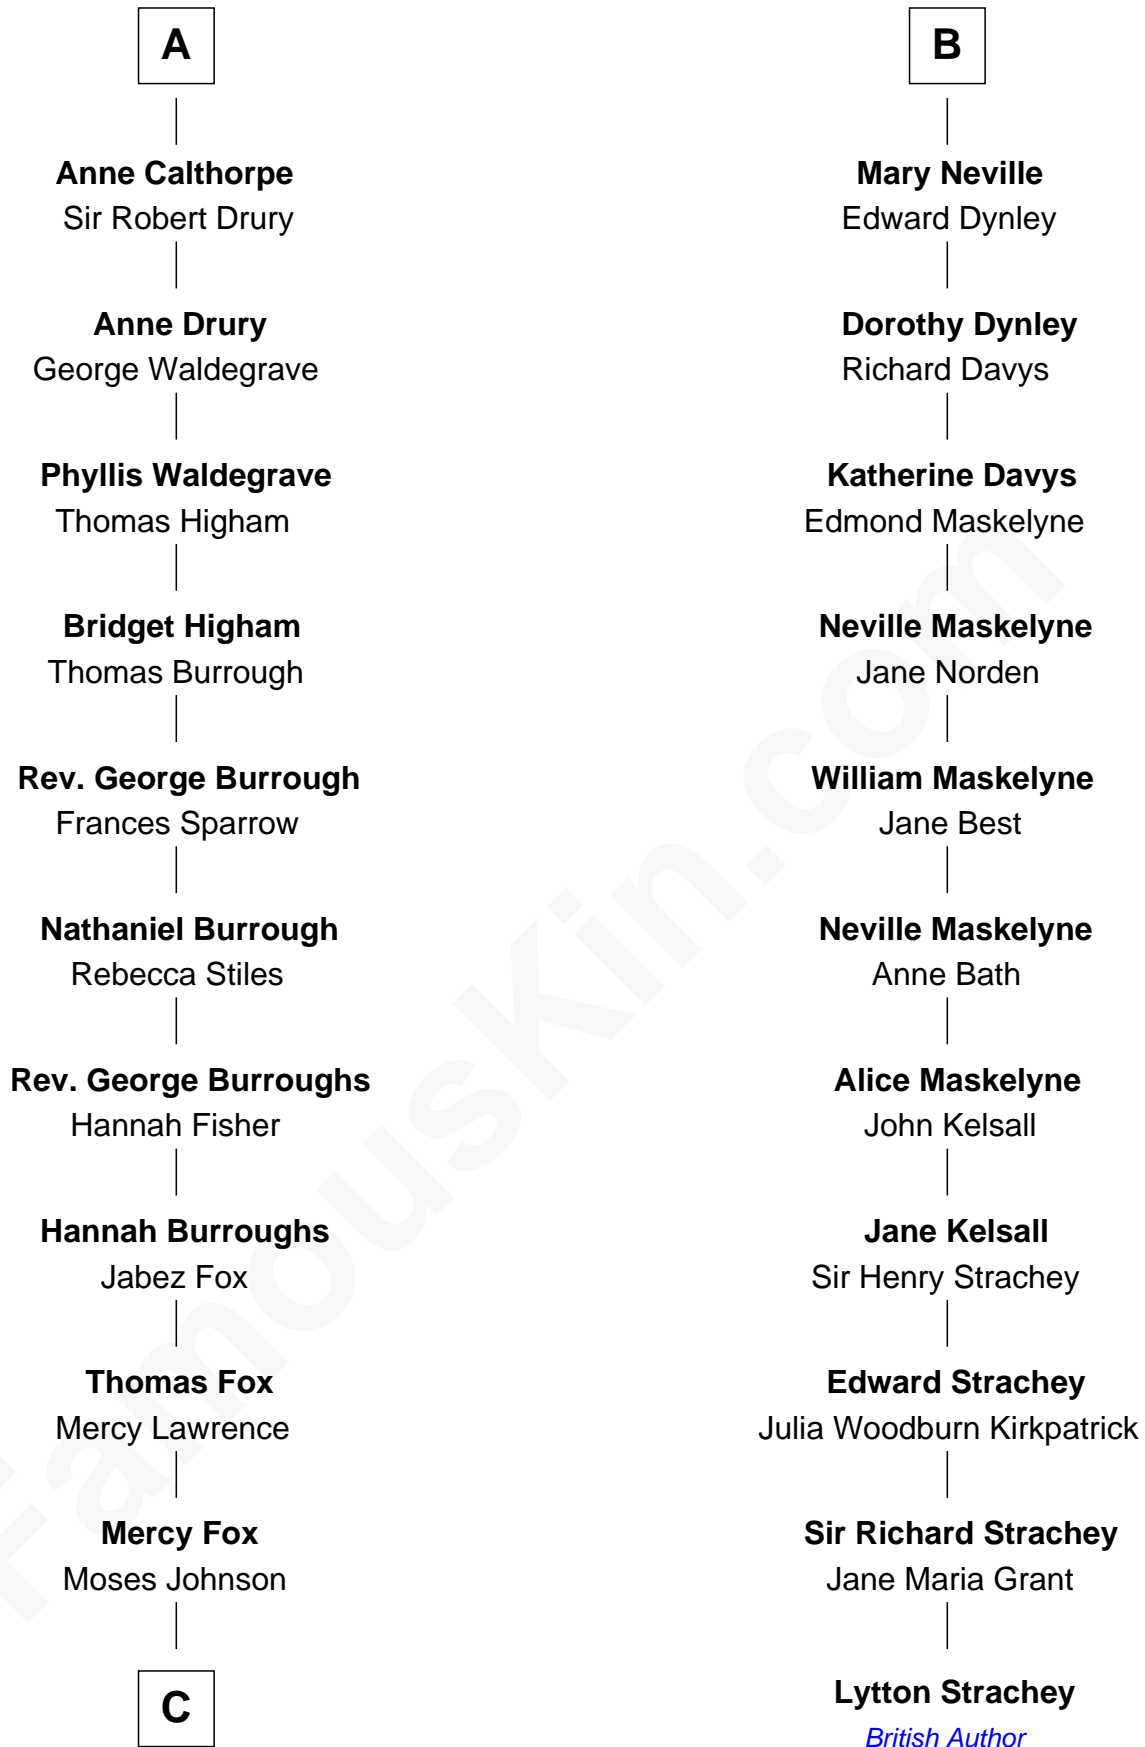 A
Anne Calthorpe
Sir Robert Drury
Anne Drury
George Waldegrave
Phyllis Waldegrave
Thomas Higham
Bridget Higham
Thomas Burrough
Rev. George Burrough
Frances Sparrow
Nathaniel Burrough
Rebecca Stiles
Rev. George Burroughs
Hannah Fisher
Hannah Burroughs
Jabez Fox
Thomas Fox
Mercy Lawrence
Mercy Fox
Moses Johnson
C
B
Mary Neville
Edward Dynley
Dorothy Dynley
Richard Davys
Katherine Davys
Edmond Maskelyne
Neville Maskelyne
Jane Norden
William Maskelyne
Jane Best
Neville Maskelyne
Anne Bath
Alice Maskelyne
John Kelsall
Jane Kelsall
Sir Henry Strachey
Edward Strachey
Julia Woodburn Kirkpatrick
Sir Richard Strachey
Jane Maria Grant
Lytton Strachey
British Author
FamousKin.com